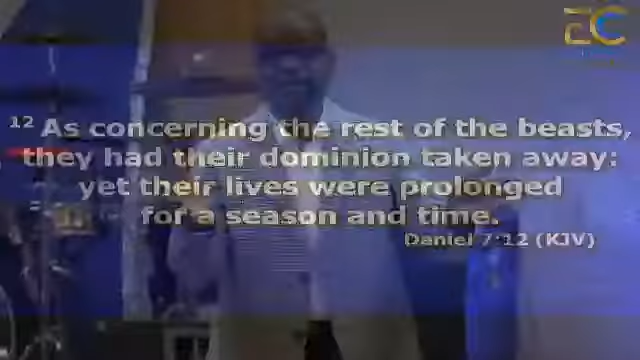 12 As concerning the rest of the beasts,
they had their dominion taken away:
yet their lives were prolonged
for a season and time.
Daniel 7:12 (KJV)